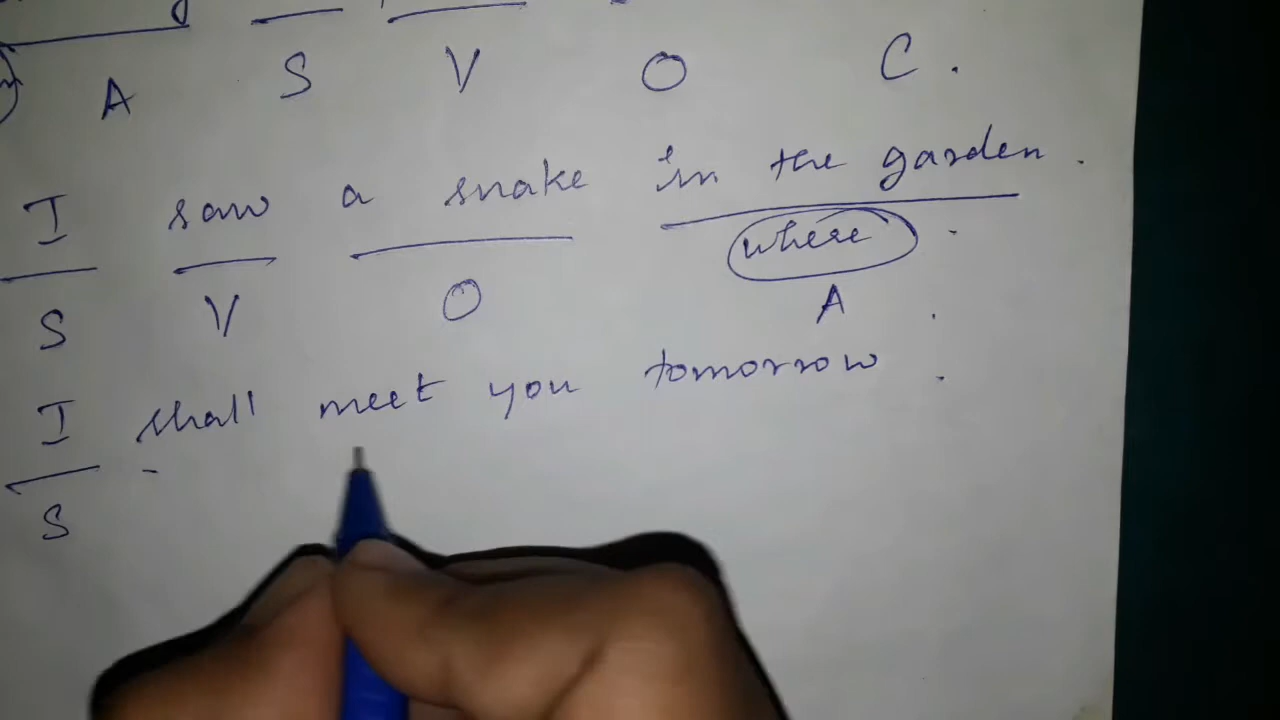 A S V O C.
I saw a snake in the garden.
where
S V O A
I shall meet you tomorrow.
S